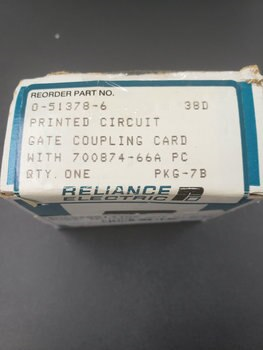 REORDER PART NO.
0-51378-6 38D
PRINTED CIRCUIT
GATE COUPLING CARD
WITH 700874-66A PC
QTY. ONE PKG-7B
RELIANCE
ELECTRIC